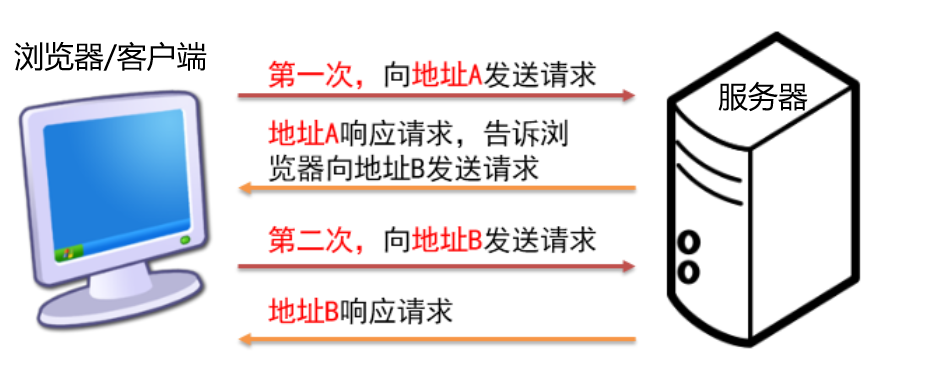 浏览器/客户端
服务器
第一次，向地址A发送请求
地址A响应请求，告诉浏
览器向地址B发送请求
第二次，向地址B发送请求
地址B响应请求